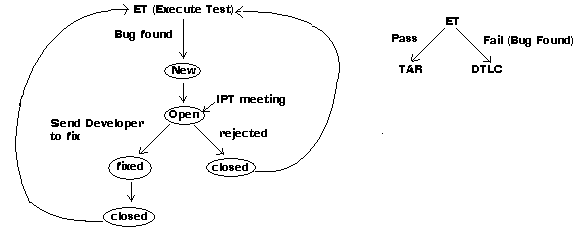 ET (Execute Test)
Bug found
New
Open
IPT meeting
Send Developer
to fix
rejected
fixed
closed
closed
ET
Pass
Fail (Bug Found)
TAR
DTLC